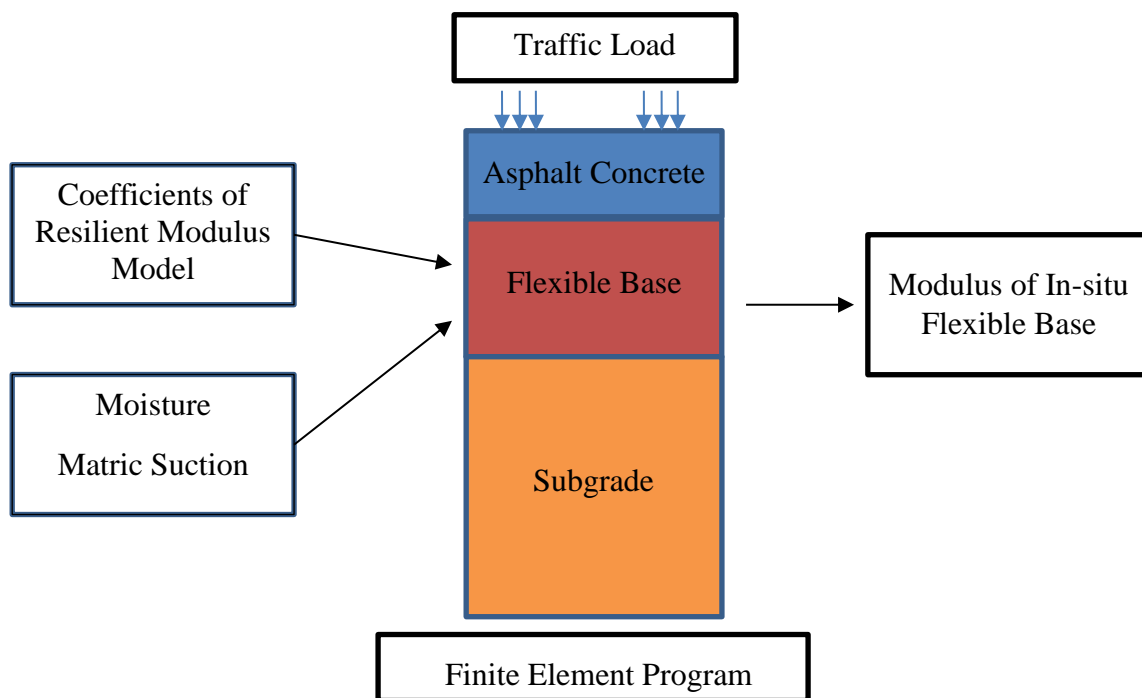 Traffic Load
Asphalt Concrete
Coefficients of
Resilient Modulus
Model
Flexible Base
Modulus of In-situ
Flexible Base
Moisture
Matric Suction
Subgrade
Finite Element Program